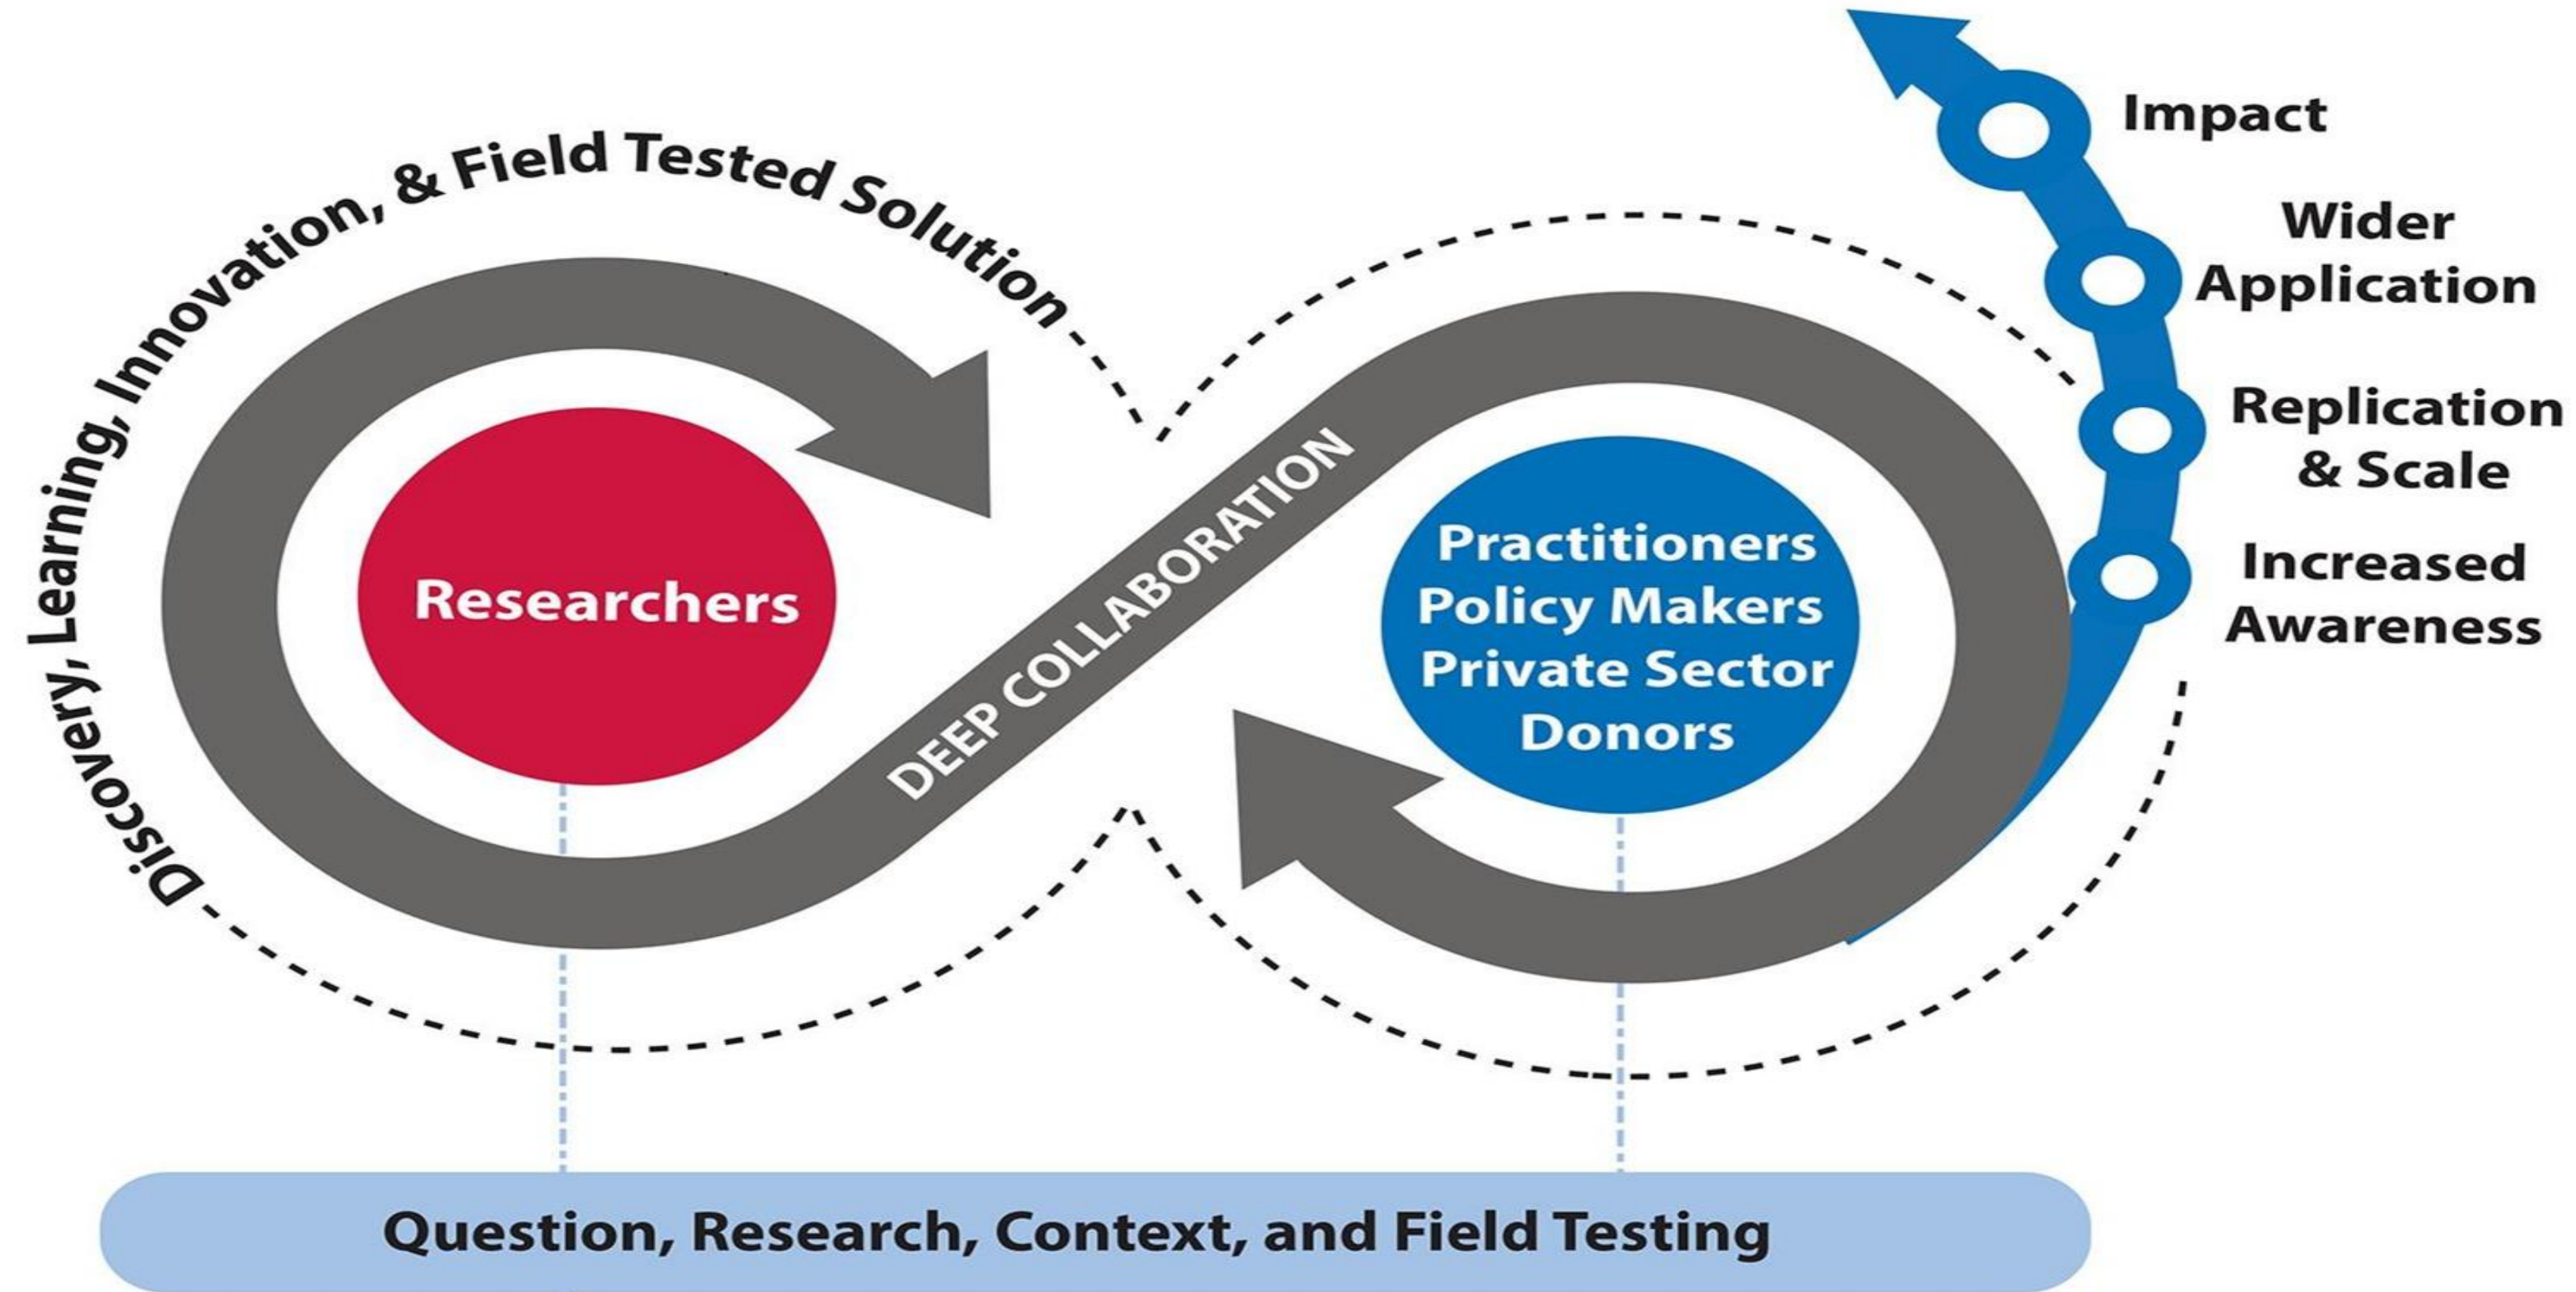 Discovery, Learning, Innovation, & Field Tested Solution
Researchers
DEEP COLLABORATION
Practitioners
Policy Makers
Private Sector
Donors
Impact
Wider
Application
Replication
& Scale
Increased
Awareness
Question, Research, Context, and Field Testing